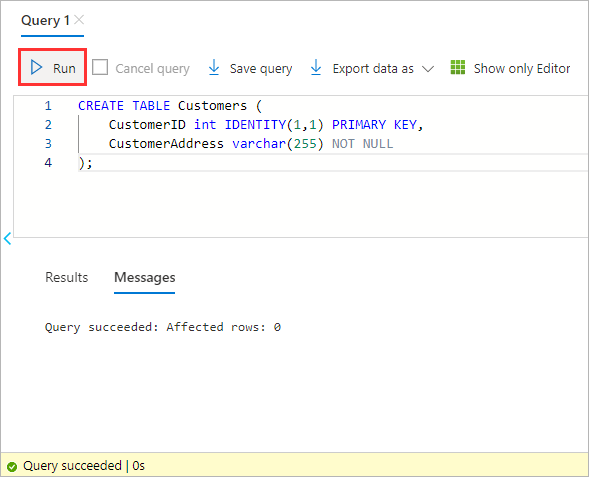 Query 1
Run Cancel query Save query Export data as Show only Editor
1 CREATE TABLE Customers (
2 CustomerID int IDENTITY(1,1) PRIMARY KEY,
3 CustomerAddress varchar(255) NOT NULL
4 );
Results Messages
Query succeeded: Affected rows: 0
Query succeeded | 0s